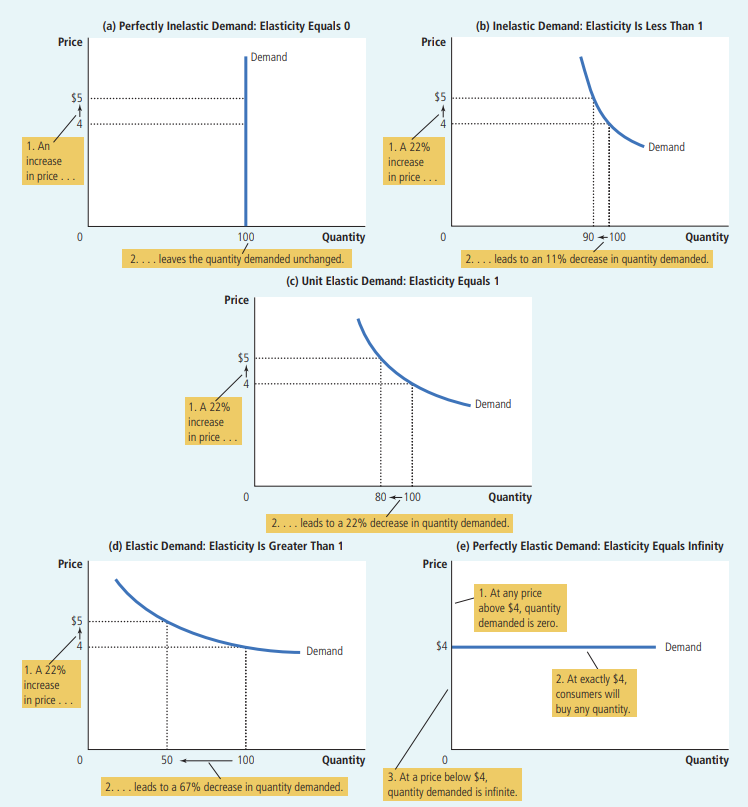 (a) Perfectly Inelastic Demand: Elasticity Equals 0
Price
Demand
$5
4
1. An
increase
in price . . .
0
100
Quantity
2. . . . leaves the quantity demanded unchanged.
(b) Inelastic Demand: Elasticity Is Less Than 1
Price
$5
4
Demand
1. A 22%
increase
in price . . .
0
90
100
Quantity
2. . . . leads to an 11% decrease in quantity demanded.
(c) Unit Elastic Demand: Elasticity Equals 1
Price
$5
4
Demand
1. A 22%
increase
in price . . .
0
80
100
Quantity
2. . . . leads to a 22% decrease in quantity demanded.
(d) Elastic Demand: Elasticity Is Greater Than 1
Price
$5
4
Demand
1. A 22%
increase
in price . . .
0
50
100
Quantity
2. . . . leads to a 67% decrease in quantity demanded.
(e) Perfectly Elastic Demand: Elasticity Equals Infinity
Price
1. At any price
above $4, quantity
demanded is zero.
$4
Demand
2. At exactly $4,
consumers will
buy any quantity.
0
Quantity
3. At a price below $4,
quantity demanded is infinite.